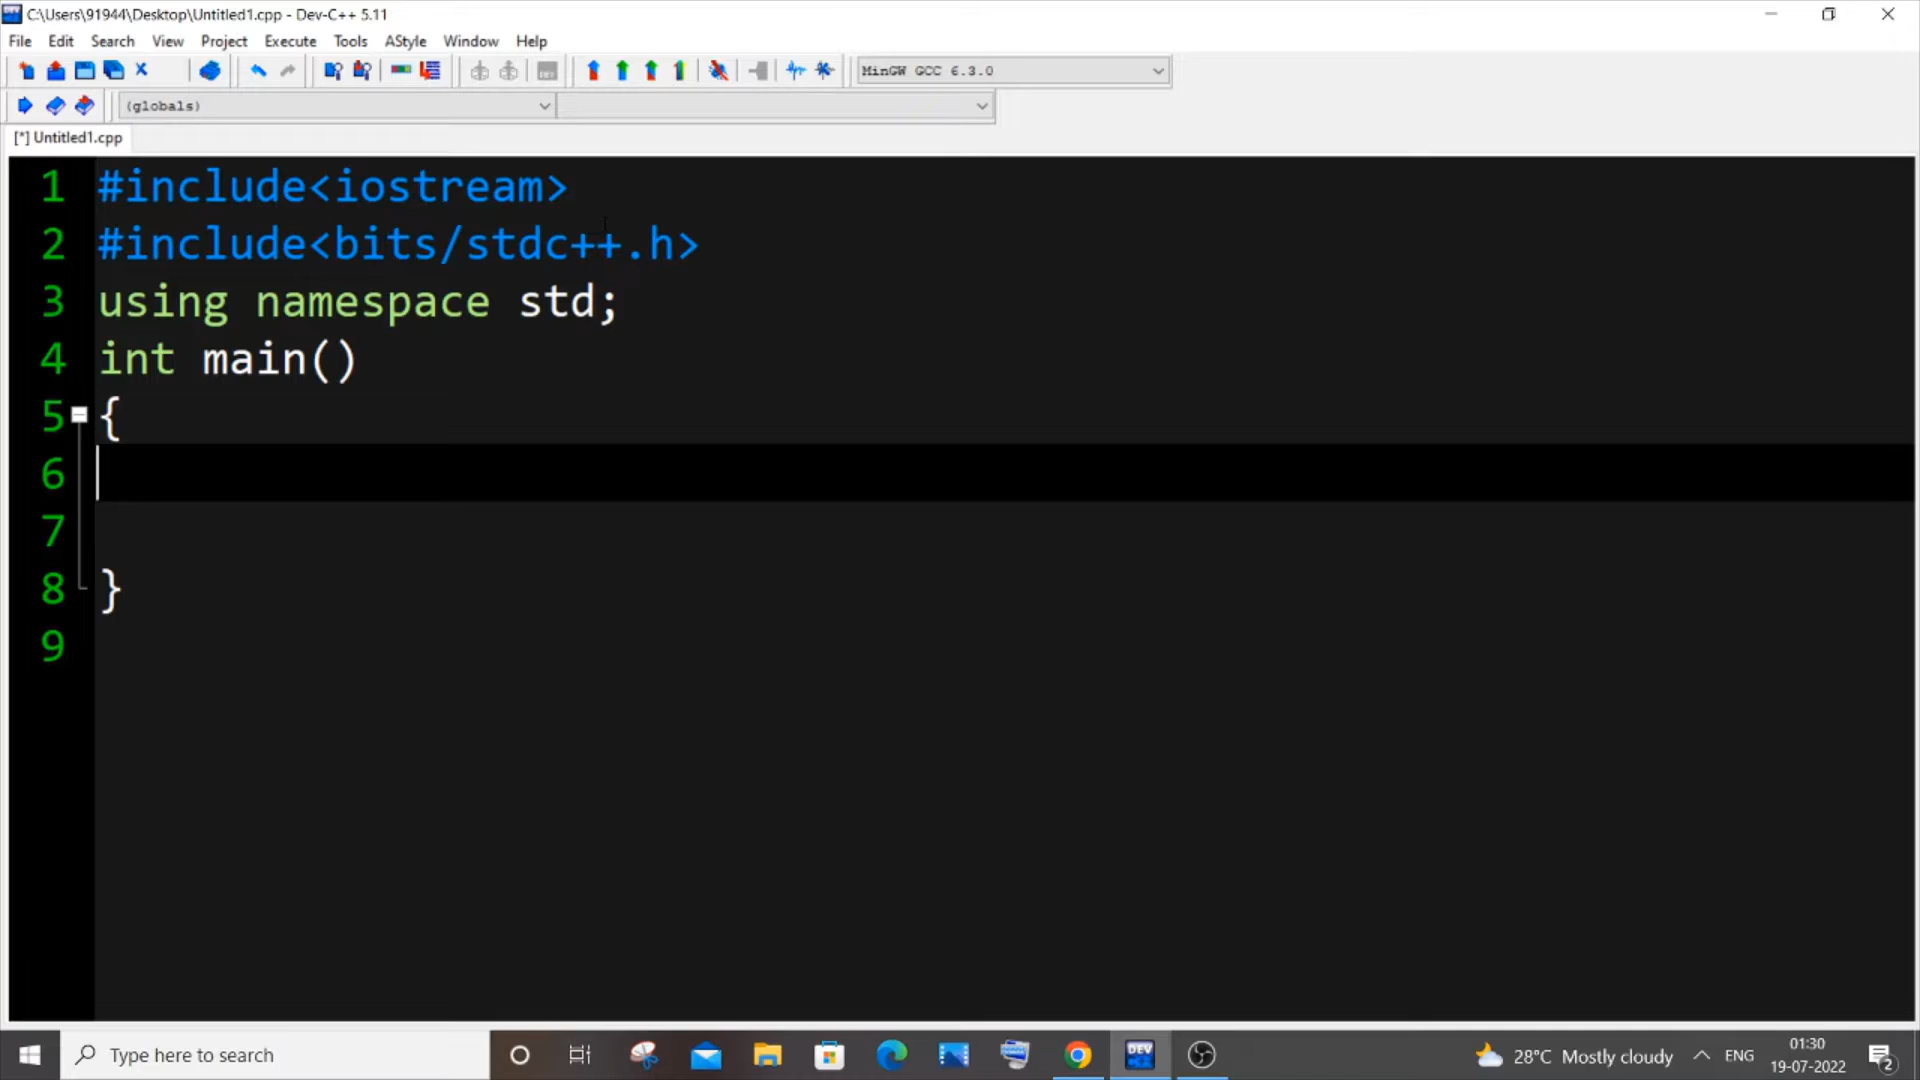 C:\Users\91944\Desktop\Untitled1.cpp - Dev-C++ 5.11
File Edit Search View Project Execute Tools AStyle Window Help
MinGW GCC 6.3.0
(globals)
[*] Untitled1.cpp
1 #include<iostream>
2 #include<bits/stdc++.h>
3 using namespace std;
4 int main()
5 {
6
7
8 }
9
Type here to search
DEV
28°C Mostly cloudy
ENG
01:30
19-07-2022
2